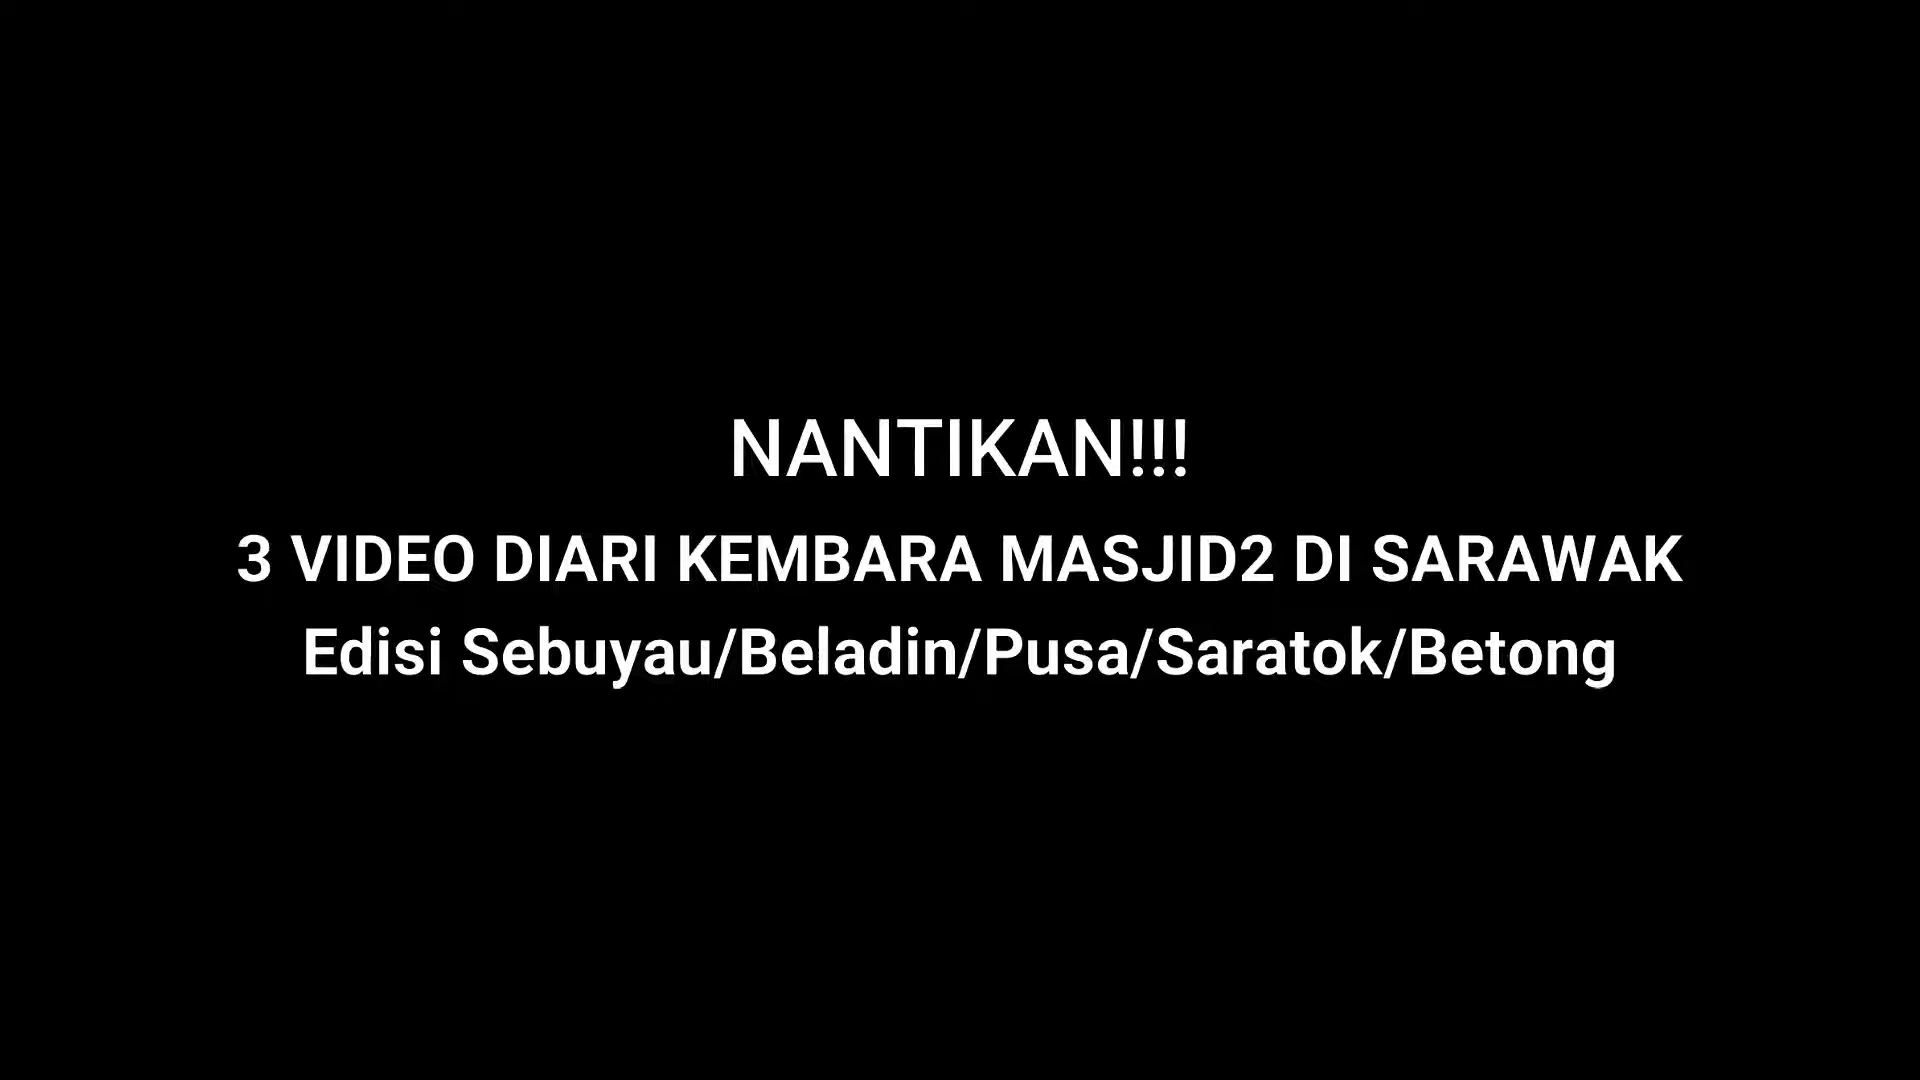 NANTIKAN!!!
3 VIDEO DIARI KEMBARA MASJID2 DI SARAWAK
Edisi Sebuyau/Beladin/Pusa/Saratok/Betong